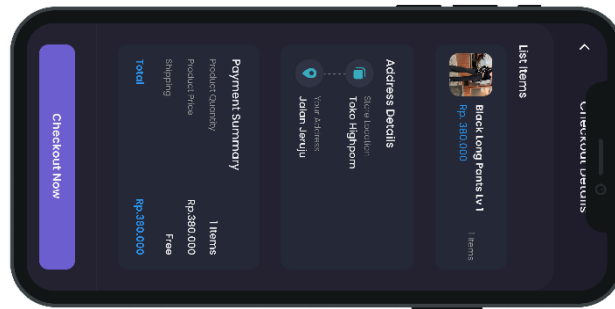 Checkout Details
List Items
Black Long Pants Lv 1
Rp. 380.000
1 Items
Address Details
Store Location
Toko Highporn
Your Address
Jalan Jeruju
Payment Summary
Product Quantity 1 Items
Product Price Rp.380.000
Shipping Free
Total Rp.380.000
Checkout Now